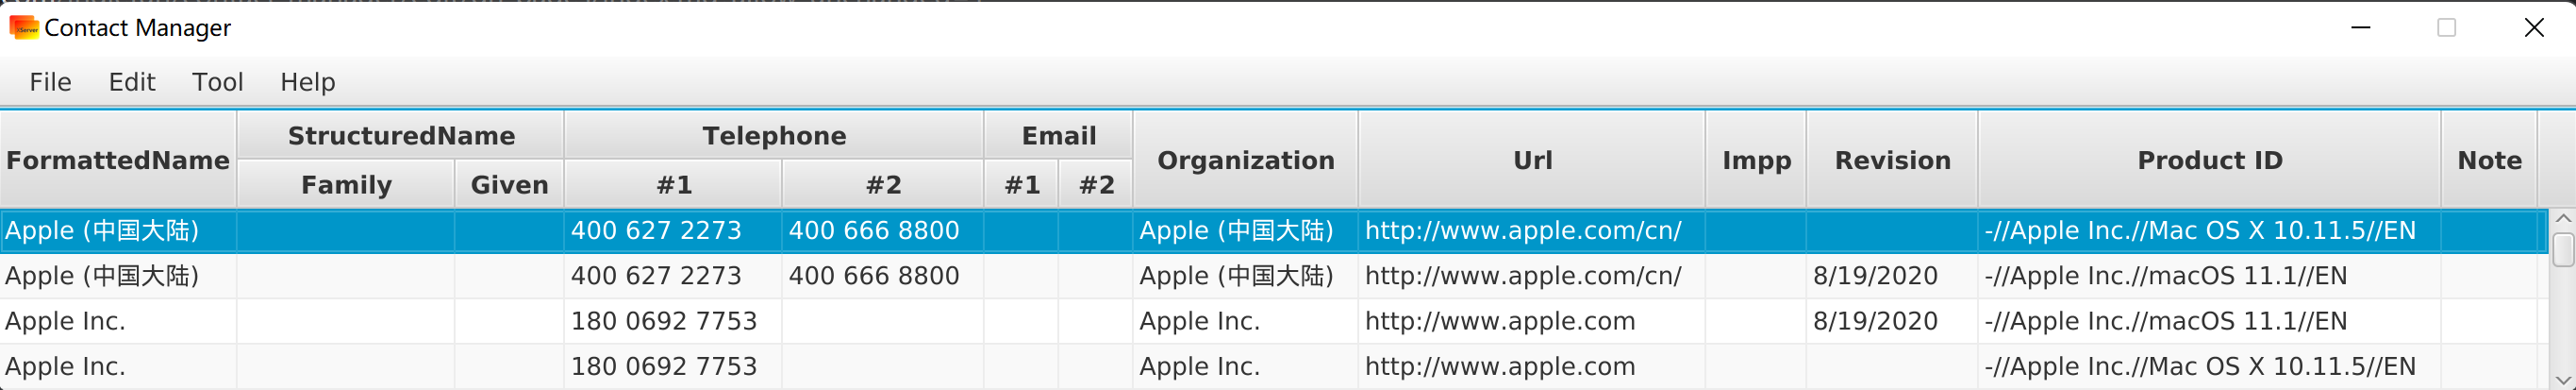 Contact Manager
File Edit Tool Help
FormattedName StructuredName Telephone Email Organization Url Impp Revision Product ID Note
Family Given #1 #2 #1 #2
Apple (中国大陆) 400 627 2273 400 666 8800 Apple (中国大陆) http://www.apple.com/cn/ -//Apple Inc.//Mac OS X 10.11.5//EN
Apple (中国大陆) 400 627 2273 400 666 8800 Apple (中国大陆) http://www.apple.com/cn/ 8/19/2020 -//Apple Inc.//macOS 11.1//EN
Apple Inc. 180 0692 7753 Apple Inc. http://www.apple.com 8/19/2020 -//Apple Inc.//macOS 11.1//EN
Apple Inc. 180 0692 7753 Apple Inc. http://www.apple.com -//Apple Inc.//Mac OS X 10.11.5//EN